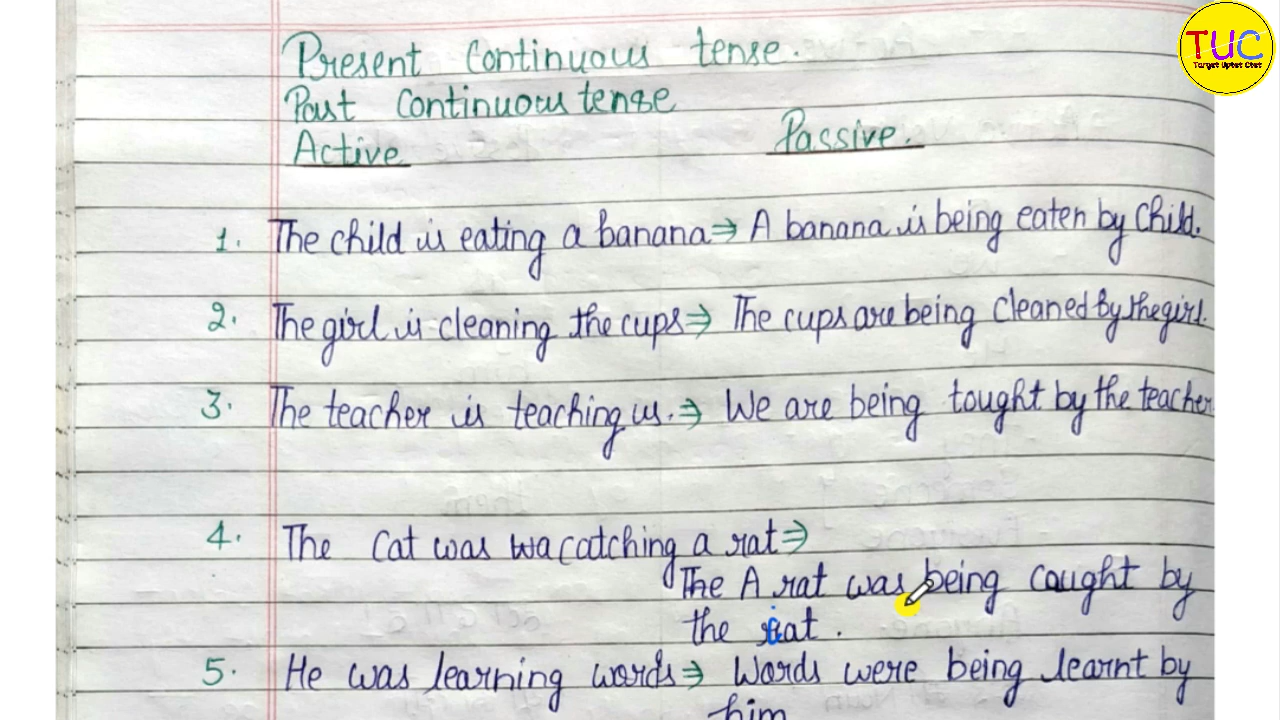 TUC
Target Uptet Ctet
Present Continuous tense.
Past Continuous tense
Active Passive.
1. The child is eating a banana ⇒ A banana is being eaten by Child.
2. The girl is cleaning the cups ⇒ The cups are being cleaned by the girl.
3. The teacher is teaching us. ⇒ We are being tought by the teacher
4. The Cat was wa catching a rat ⇒
The A rat was being caught by
the cat.
5. He was learning words ⇒ Words were being learnt by
him